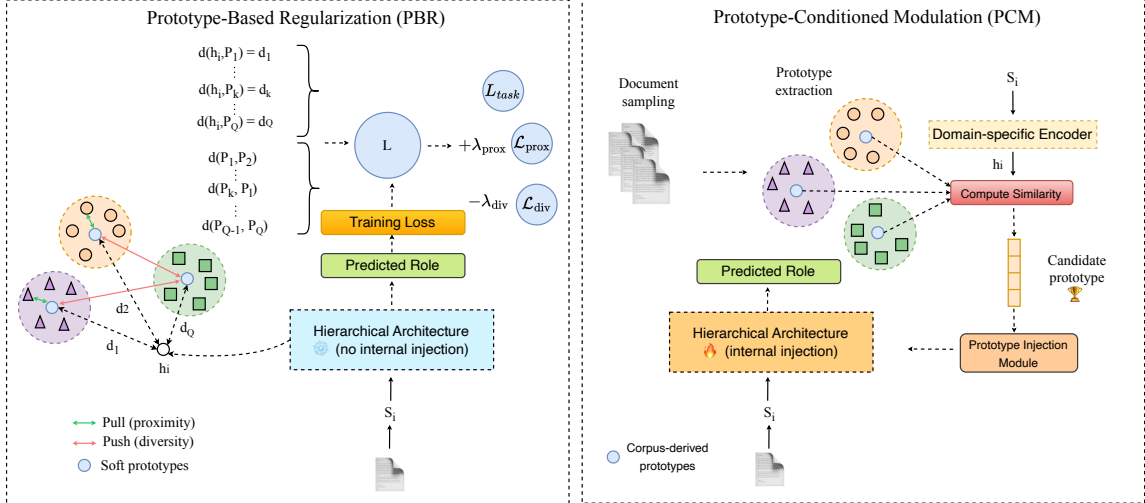 Prototype-Based Regularization (PBR)
d(hi,P1) = d1
d(hi,Pk) = dk
d(hi,PQ) = dQ
d(P1,P2)
d(Pk, Pl)
d(PQ-1, PQ)
L
Ltask
+λprox Lprox
−λdiv Ldiv
Training Loss
Predicted Role
Hierarchical Architecture
(no internal injection)
d2
d1
dQ
hi
Si
Pull (proximity)
Push (diversity)
Soft prototypes
Prototype-Conditioned Modulation (PCM)
Document
sampling
Prototype
extraction
Si
Domain-specific Encoder
hi
Compute Similarity
Candidate
prototype
Prototype Injection
Module
Predicted Role
Hierarchical Architecture
(internal injection)
Si
Corpus-derived
prototypes